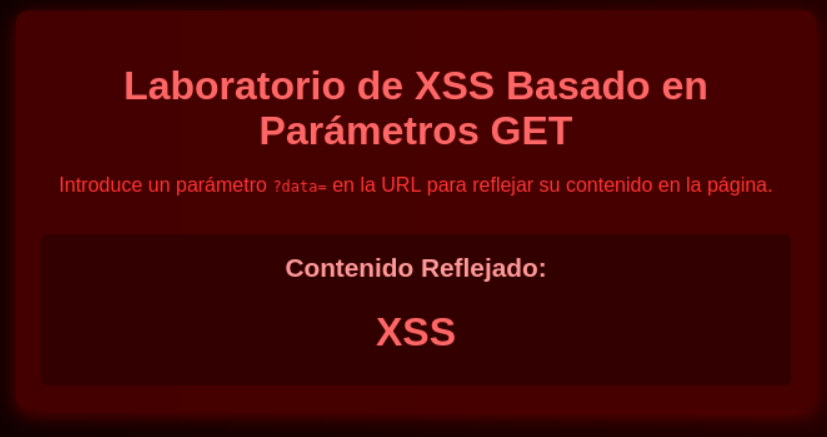 Laboratorio de XSS Basado en
Parámetros GET
Introduce un parámetro ?data= en la URL para reflejar su contenido en la página.
Contenido Reflejado:
XSS